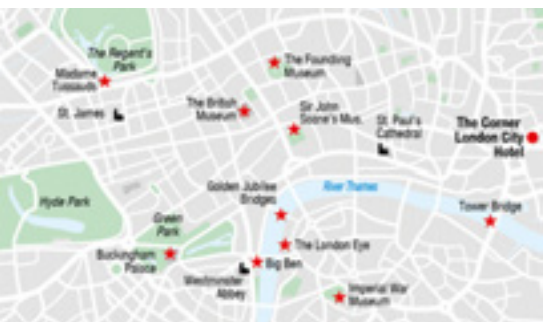 The Regent's
Park
Madame
Tussauds
St. James
The Founding
Museum
The British
Museum
Sir John
Soane's Mus.
St. Paul's
Cathedral
The Corner
London City
Hotel
Hyde Park
Green
Park
Golden Jubilee
Bridges
River Thames
Tower Bridge
Buckingham
Palace
The London Eye
Big Ben
Westminster
Abbey
Imperial War
Museum